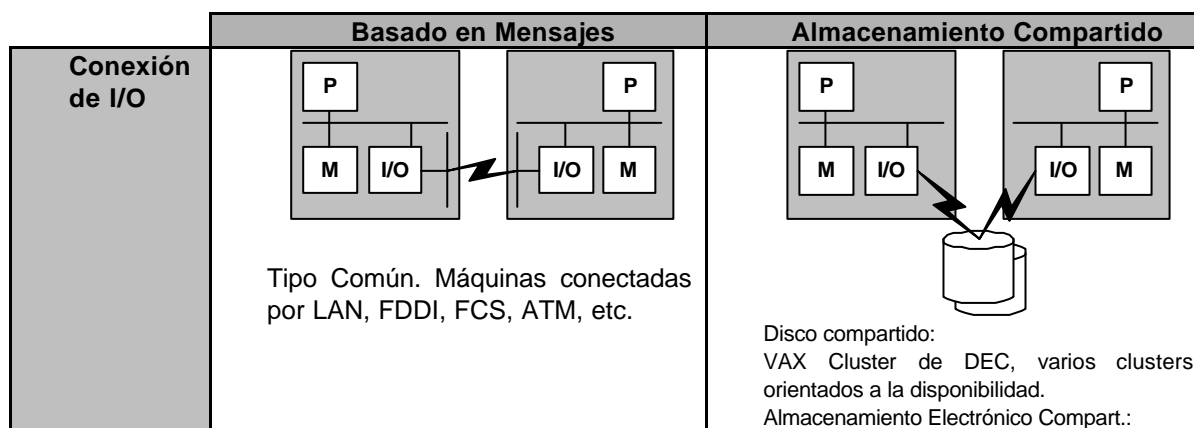 Basado en Mensajes
Almacenamiento Compartido
Conexión
de I/O
P
M
I/O
P
I/O
M
Tipo Común. Máquinas conectadas
por LAN, FDDI, FCS, ATM, etc.
P
M
I/O
P
I/O
M
Disco compartido:
VAX Cluster de DEC, varios clusters
orientados a la disponibilidad.
Almacenamiento Electrónico Compart.: